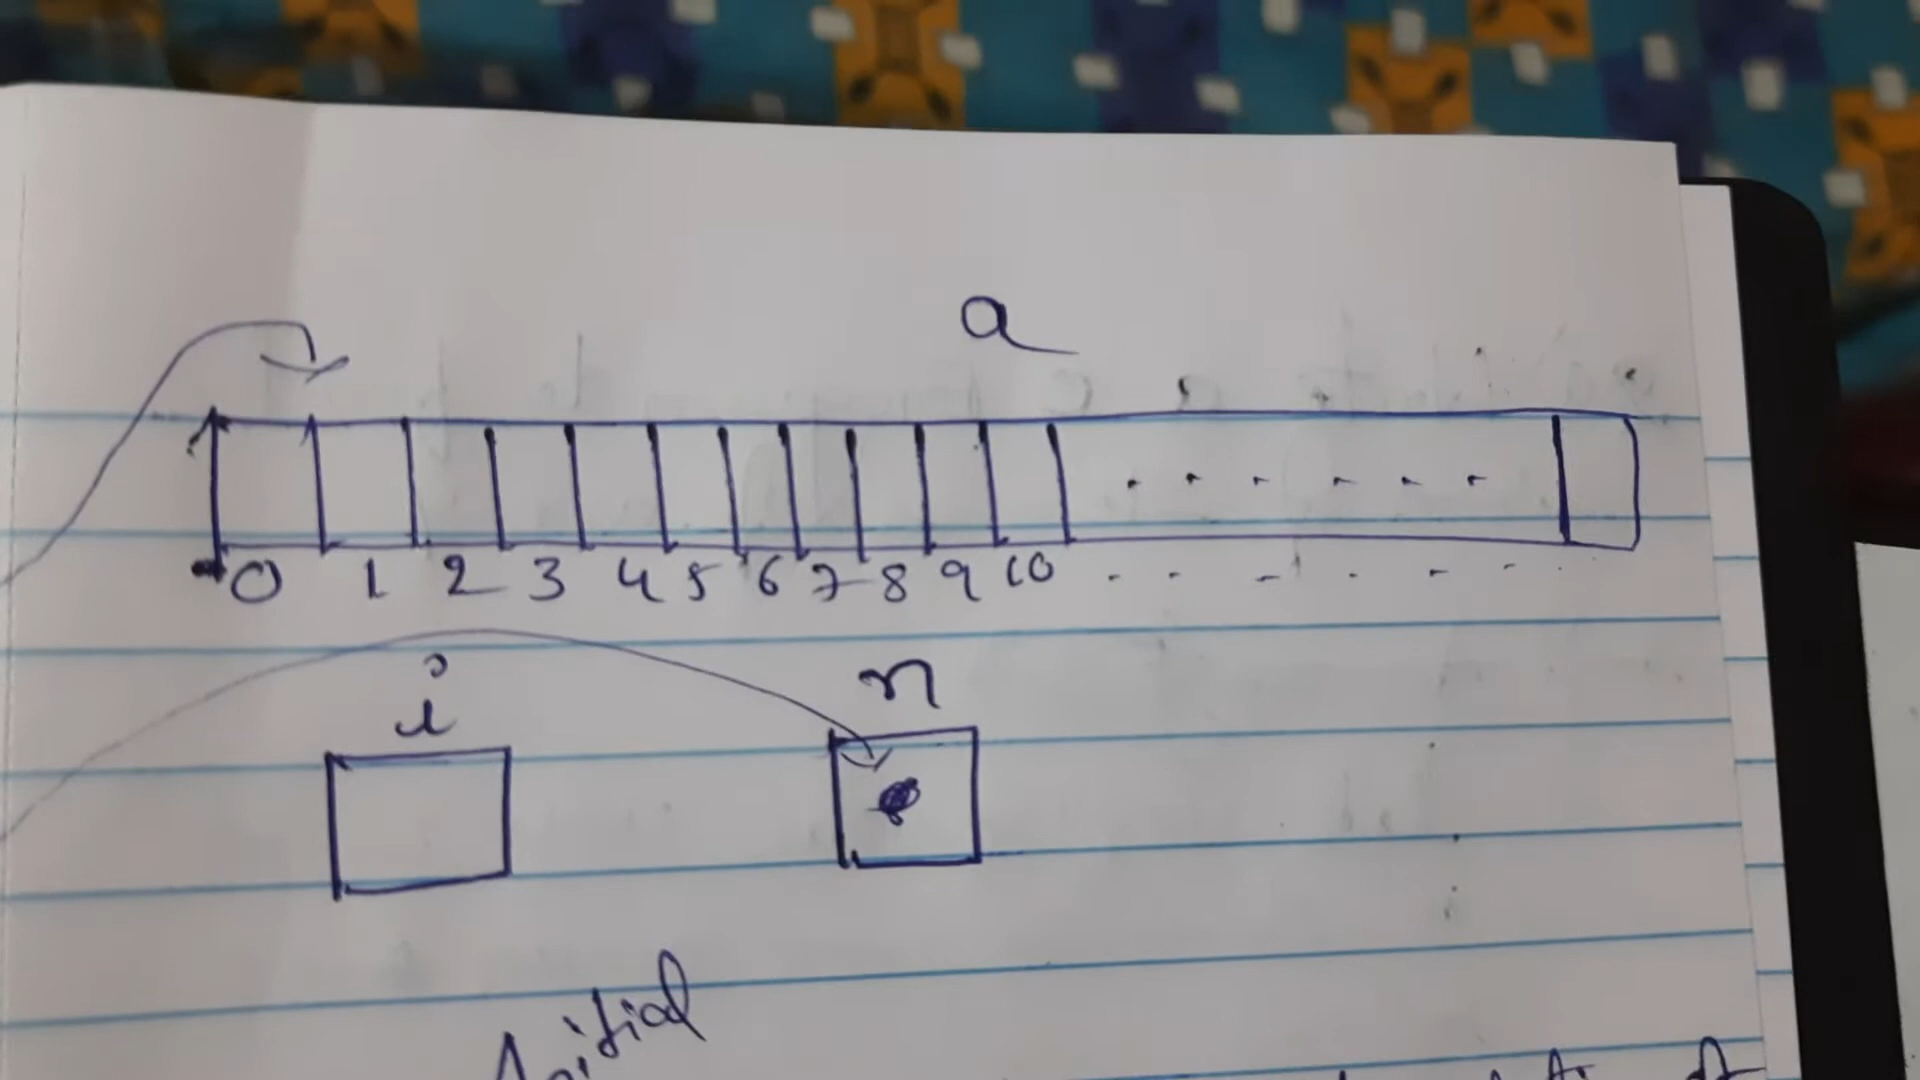 a
0 1 2 3 4 5 6 7 8 9 10 . . . . . .
i n
Initial